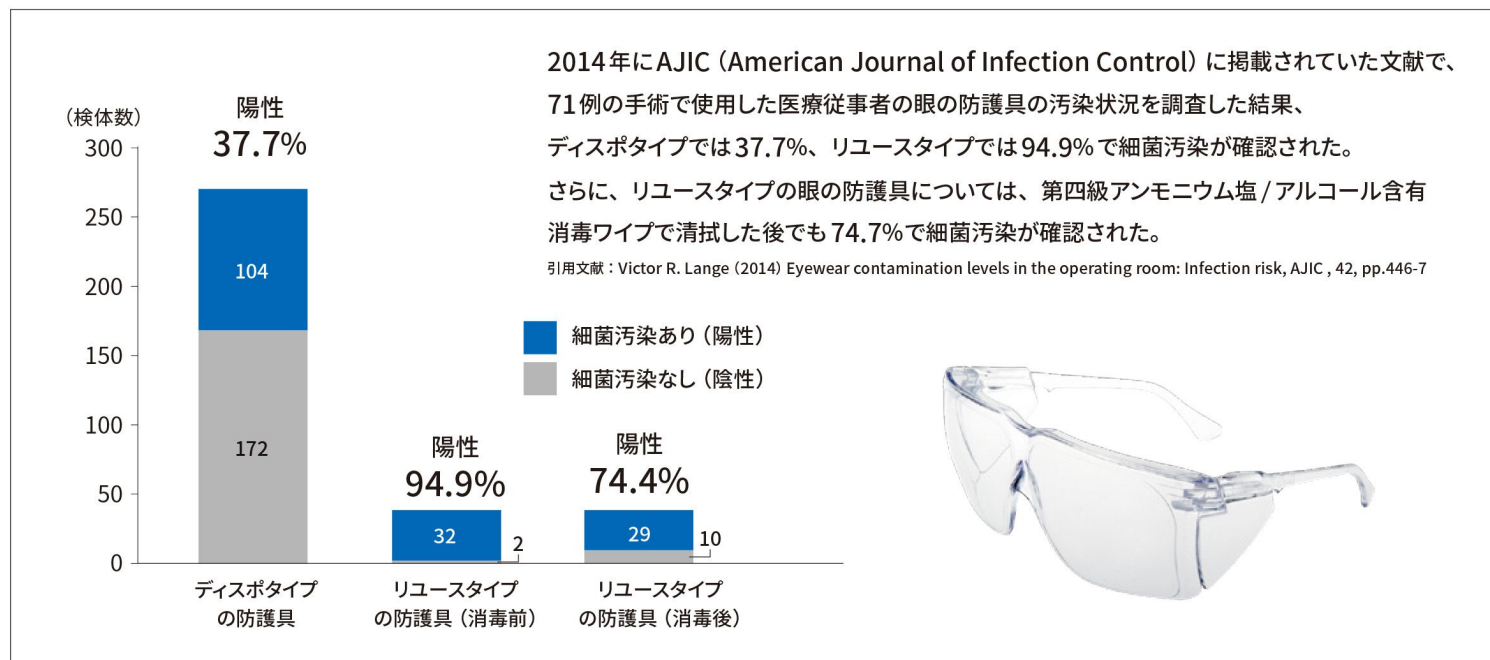 2014年にAJIC（American Journal of Infection Control）に掲載されていた文献で、
71例の手術で使用した医療従事者の眼の防護具の汚染状況を調査した結果、
ディスポタイプでは37.7%、リユースタイプでは94.9%で細菌汚染が確認された。
さらに、リユースタイプの眼の防護具については、第四級アンモニウム塩/アルコール含有
消毒ワイプで清拭した後でも74.7%で細菌汚染が確認された。
引用文献：Victor R. Lange（2014）Eyewear contamination levels in the operating room: Infection risk, AJIC , 42, pp.446-7
（検体数）
300
250
200
150
100
50
0
陽性
37.7%
104
172
陽性
94.9%
32
2
陽性
74.4%
29
10
細菌汚染あり（陽性）
細菌汚染なし（陰性）
ディスポタイプ
の防護具
リユースタイプ
の防護具（消毒前）
リユースタイプ
の防護具（消毒後）